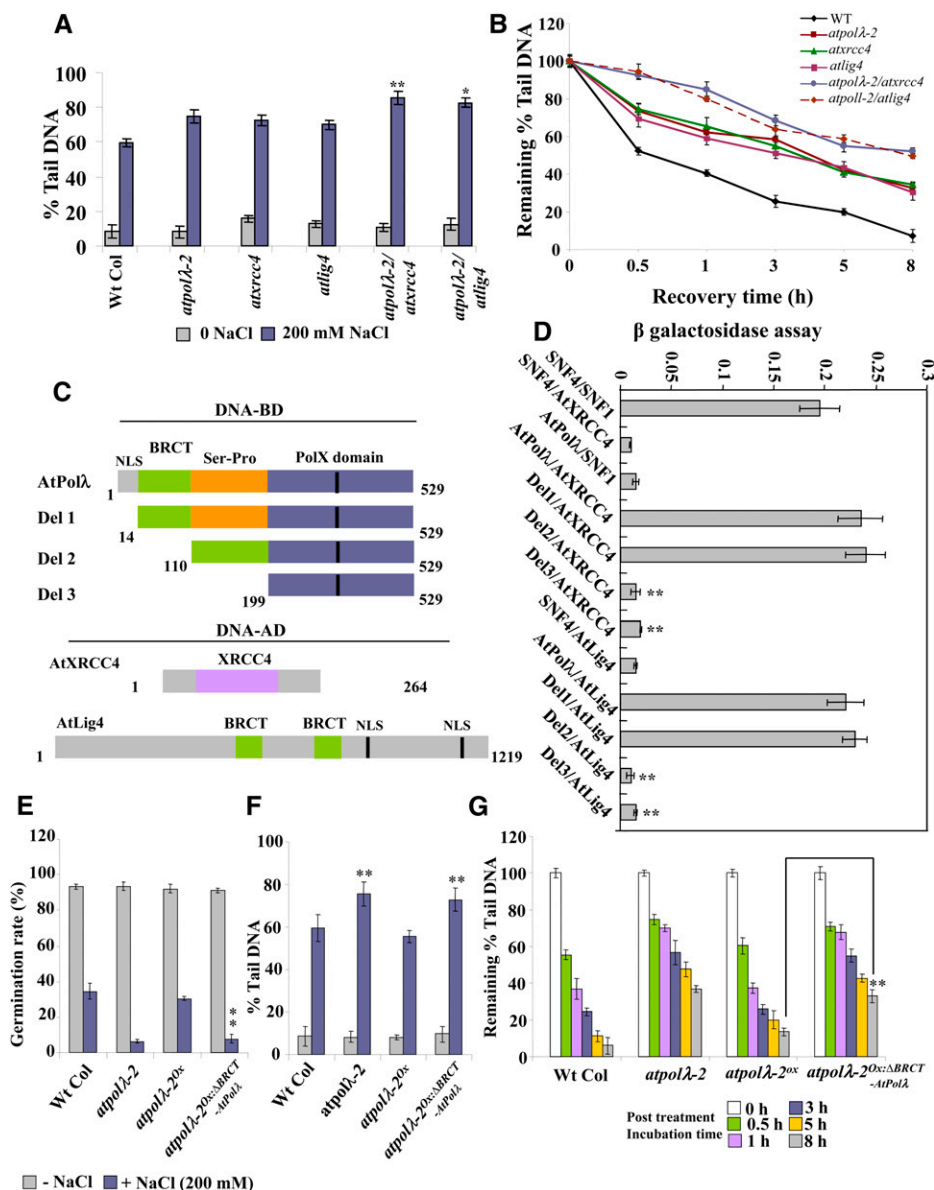 A
% Tail DNA
100
80
60
40
20
0
**
*
Wt Col
atpolλ-2
atxrcc4
atlig4
atpolλ-2/
atxrcc4
atpolλ-2/
atlig4
0 NaCl
200 mM NaCl
B
Remaining % Tail DNA
120
100
80
60
40
20
0
0
0.5
1
3
5
8
Recovery time (h)
WT
atpolλ-2
atxrcc4
atlig4
atpolλ-2/atxrcc4
atpoll-2/atlig4
C
DNA-BD
NLS
BRCT
Ser-Pro
PolX domain
AtPolλ
1
529
Del 1
14
529
Del 2
110
529
Del 3
199
529
DNA-AD
AtXRCC4
XRCC4
1
264
AtLig4
BRCT
BRCT
NLS
NLS
1
1219
D
β galactosidase assay
0
0.05
0.1
0.15
0.2
0.25
0.3
SNF4/SNF1
SNF4/AtXRCC4
AtPolλ/SNF1
AtPolλ/AtXRCC4
Del1/AtXRCC4
Del2/AtXRCC4
**
Del3/AtXRCC4
**
SNF4/AtLig4
AtPolλ/AtLig4
Del1/AtLig4
Del2/AtLig4
**
Del3/AtLig4
**
E
Germination rate (%)
120
100
80
60
40
20
0
**
Wt Col
atpolλ-2
atpolλ-2Ox
atpolλ-2Ox:ΔBRCT
-AtPolλ
- NaCl
+ NaCl (200 mM)
F
% Tail DNA
100
80
60
40
20
0
**
**
Wt Col
atpolλ-2
atpolλ-2Ox
atpolλ-2Ox:ΔBRCT
-AtPolλ
G
Remaining % Tail DNA
120
100
80
60
40
20
0
**
Wt Col
atpolλ-2
atpolλ-2ox
atpolλ-2Ox:ΔBRCT
-AtPolλ
Post treatment
Incubation time
0 h
0.5 h
1 h
3 h
5 h
8 h